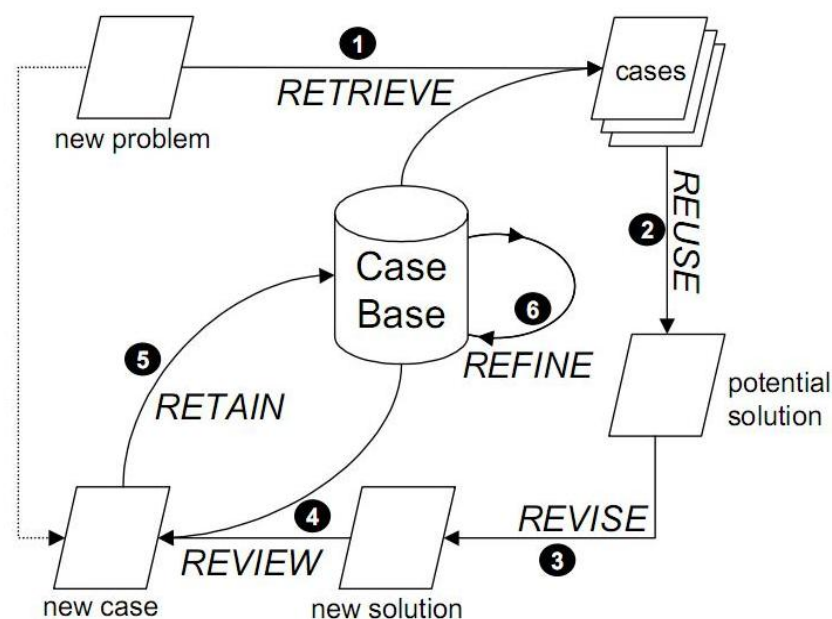 1
RETRIEVE
new problem
cases
2
REUSE
Case
Base
6
REFINE
5
RETAIN
potential
solution
REVISE
3
4
REVIEW
new case
new solution